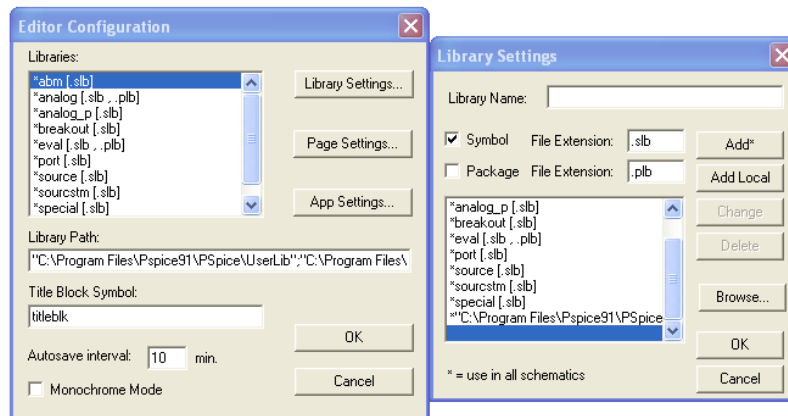 Editor Configuration
Libraries:
*abm [.slb]
*analog [.slb , .plb]
*analog_p [.slb]
*breakout [.slb]
*eval [.slb , .plb]
*port [.slb]
*source [.slb]
*sourcstm [.slb]
*special [.slb]
Library Settings...
Page Settings...
App Settings...
Library Path:
"C:\Program Files\Pspice91\PSpice\UserLib";"C:\Program Files\
Title Block Symbol:
titleblk
Autosave interval: 10 min.
Monochrome Mode
OK
Cancel
Library Settings
Library Name:
Symbol File Extension: .slb
Package File Extension: .plb
Add*
Add Local
Change
Delete
Browse...
*analog_p [.slb]
*breakout [.slb]
*eval [.slb , .plb]
*port [.slb]
*source [.slb]
*sourcstm [.slb]
*special [.slb]
*"C:\Program Files\Pspice91\PSpice
* = use in all schematics
OK
Cancel